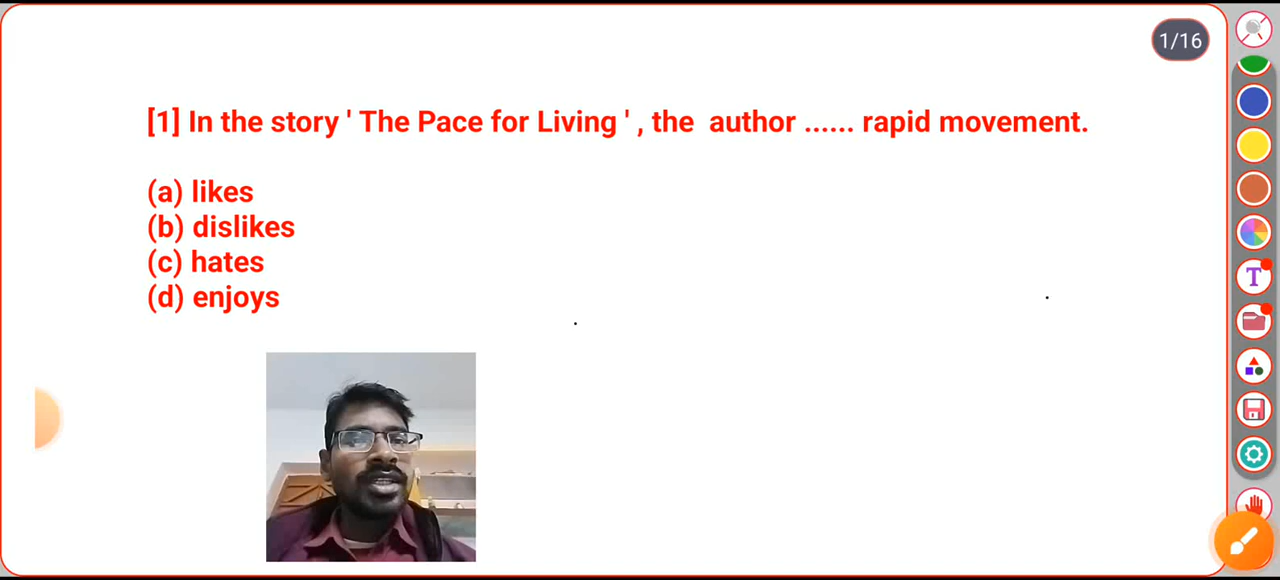 1/16
[1] In the story ' The Pace for Living ' , the author ...... rapid movement.
(a) likes
(b) dislikes
(c) hates
(d) enjoys
T